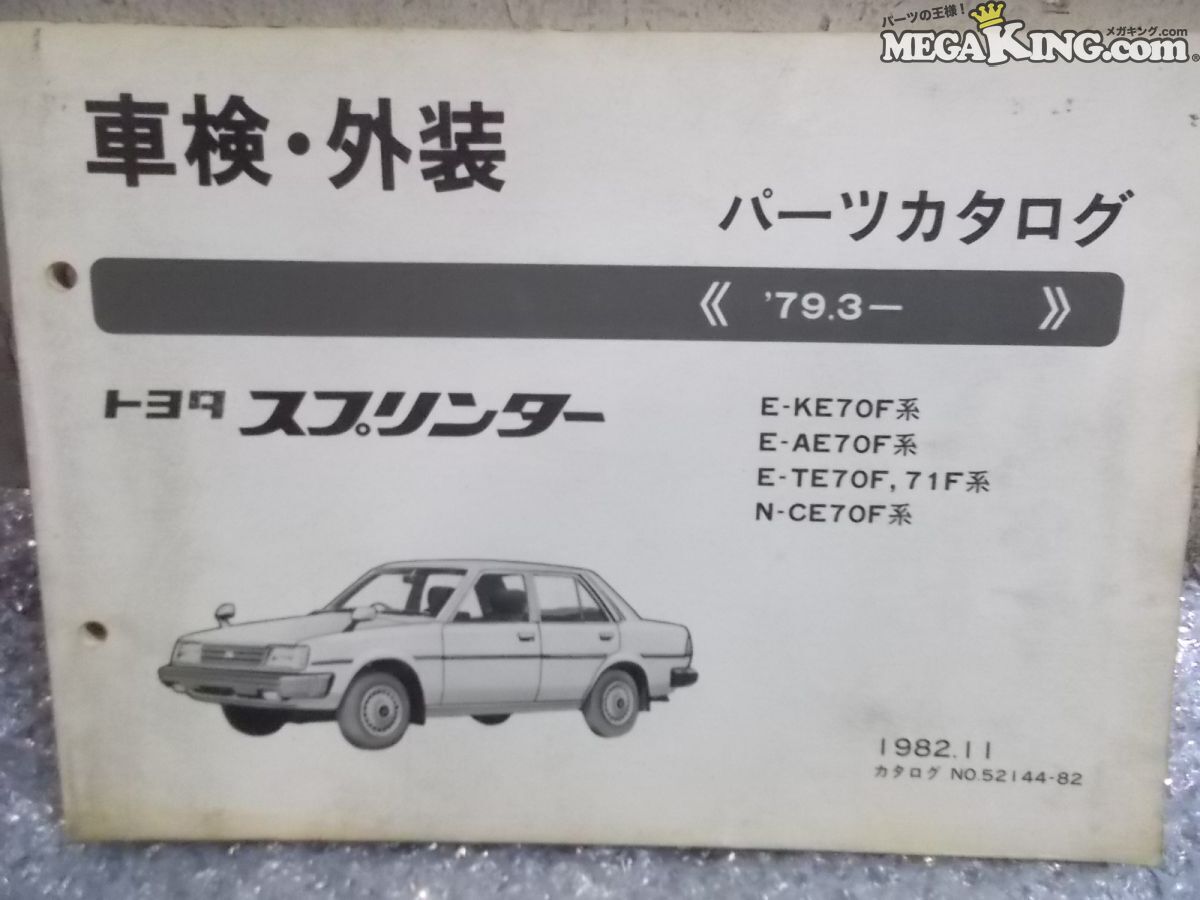 パーツの王様！
メガキング.com
MEGAKING.com®
車検・外装
パーツカタログ
《 '79.3— 》
トヨタ スプリンター
E-KE70F系
E-AE70F系
E-TE70F, 71F系
N-CE70F系
1982.11
カタログ NO.52144-82